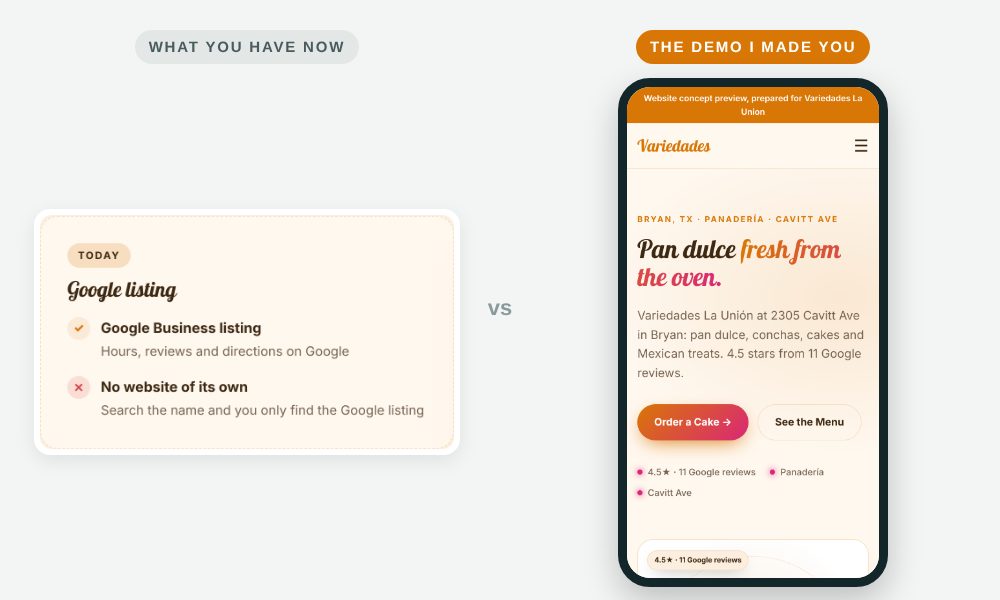 WHAT YOU HAVE NOW
TODAY
Google listing
Google Business listing
Hours, reviews and directions on Google
No website of its own
Search the name and you only find the Google listing
vs
THE DEMO I MADE YOU
Website concept preview, prepared for Variedades La
Union
Variedades
BRYAN, TX · PANADERÍA · CAVITT AVE
Pan dulce fresh from
the oven.
Variedades La Unión at 2305 Cavitt Ave
in Bryan: pan dulce, conchas, cakes and
Mexican treats. 4.5 stars from 11 Google
reviews.
Order a Cake →
See the Menu
4.5★ · 11 Google reviews
Panadería
Cavitt Ave
4.5★ · 11 Google reviews